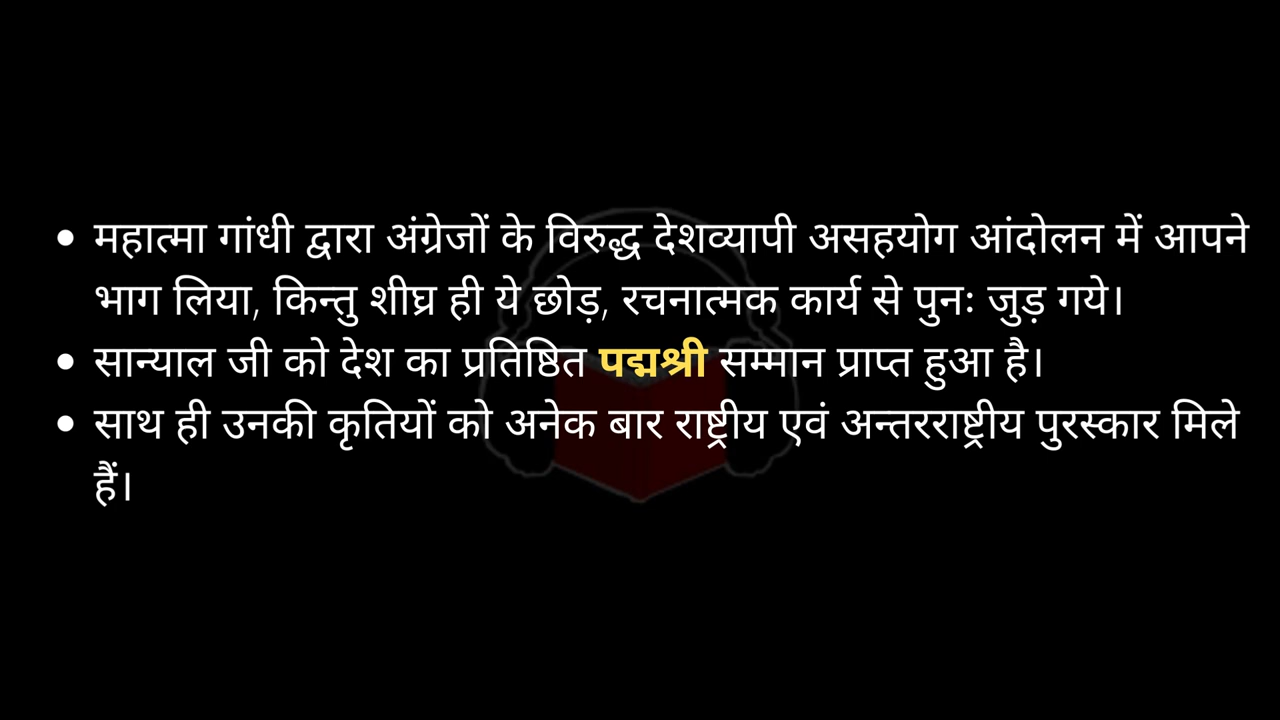 • महात्मा गांधी द्वारा अंग्रेजों के विरुद्ध देशव्यापी असहयोग आंदोलन में आपने
भाग लिया, किन्तु शीघ्र ही ये छोड़, रचनात्मक कार्य से पुनः जुड़ गये।
• सान्याल जी को देश का प्रतिष्ठित पद्मश्री सम्मान प्राप्त हुआ है।
• साथ ही उनकी कृतियों को अनेक बार राष्ट्रीय एवं अन्तरराष्ट्रीय पुरस्कार मिले
हैं।